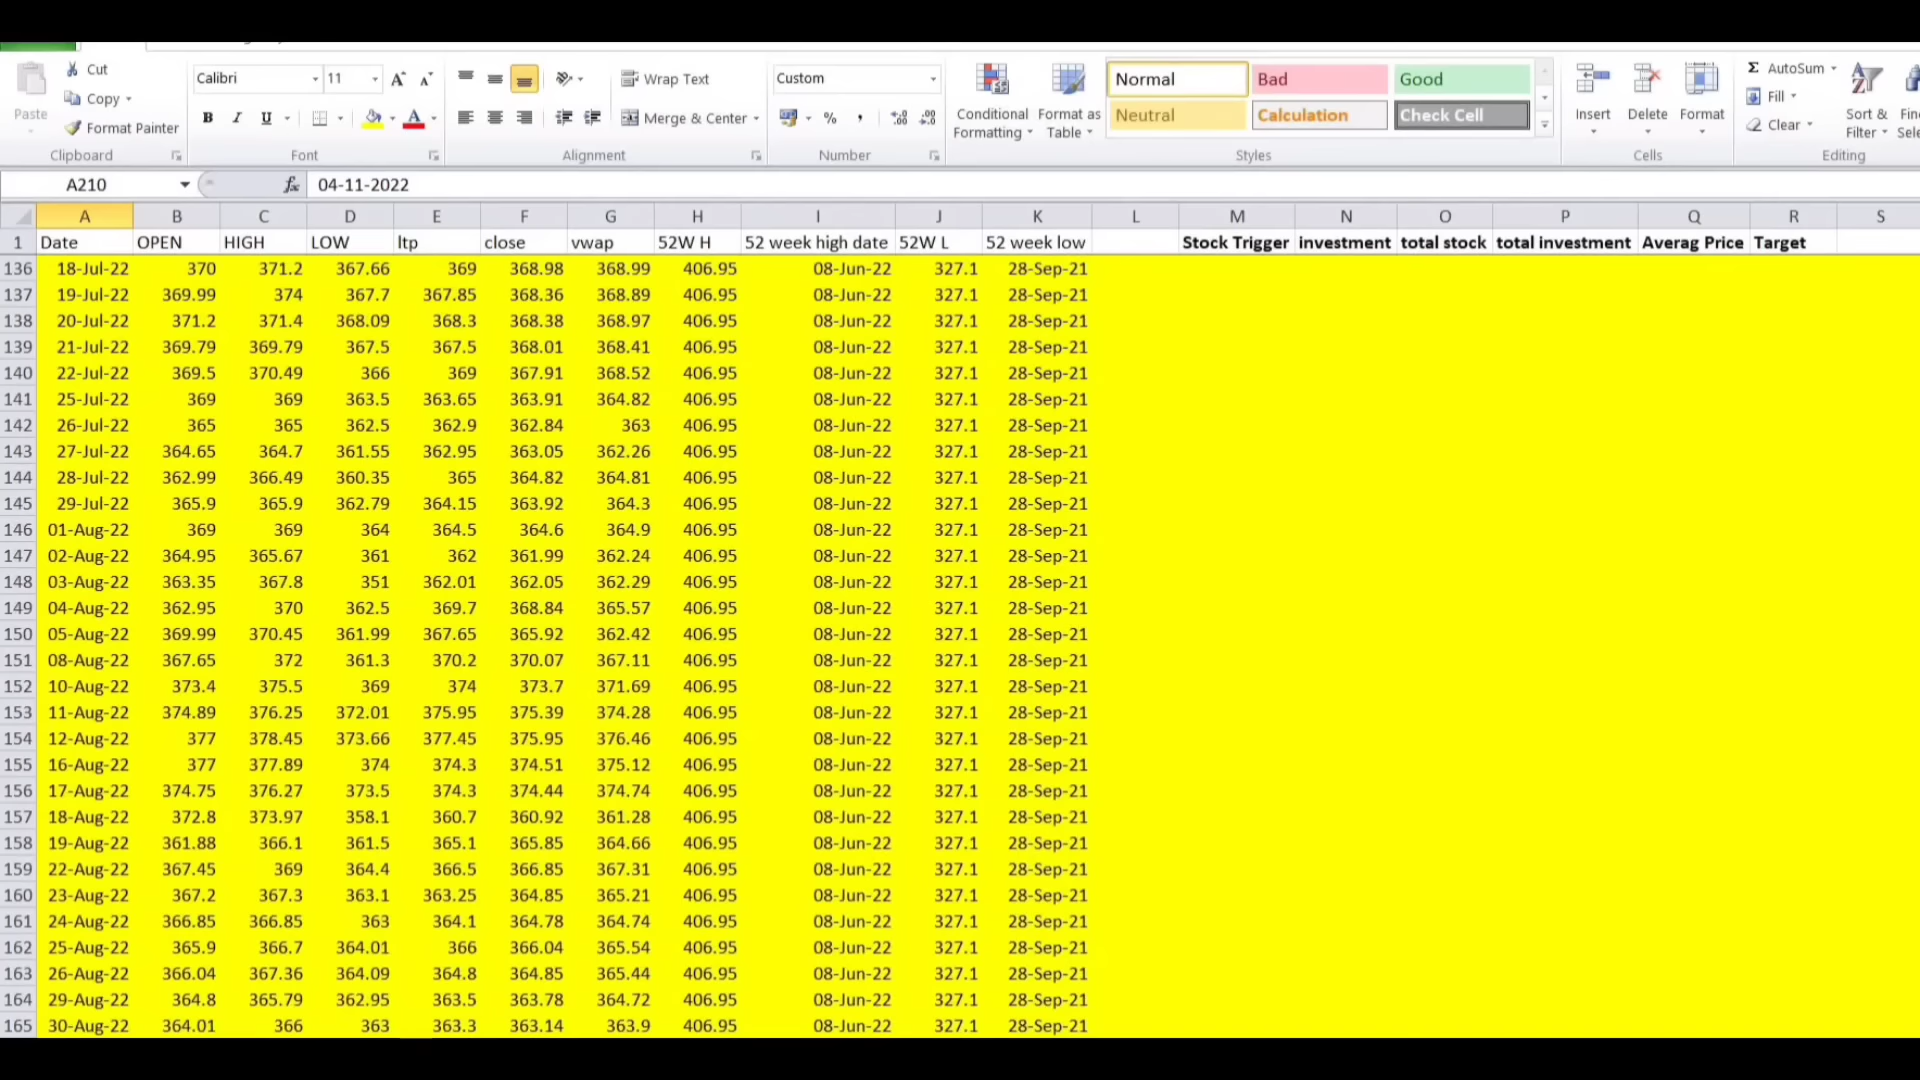 Cut
Copy
Format Painter
Paste
Clipboard
Calibri 11
B I U
Font
Wrap Text
Merge & Center
Alignment
Custom
% ,
Number
Conditional Formatting
Format as Table
Normal Bad Good
Neutral Calculation Check Cell
Styles
Insert Delete Format
Cells
Σ AutoSum
Fill
Clear
Sort & Filter
Editing
A210 fx 04-11-2022
A B C D E F G H I J K L M N O P Q R S
1 Date OPEN HIGH LOW ltp close vwap 52W H 52 week high date 52W L 52 week low Stock Trigger investment total stock total investment Averag Price Target
136 18-Jul-22 370 371.2 367.66 369 368.98 368.99 406.95 08-Jun-22 327.1 28-Sep-21
137 19-Jul-22 369.99 374 367.7 367.85 368.36 368.89 406.95 08-Jun-22 327.1 28-Sep-21
138 20-Jul-22 371.2 371.4 368.09 368.3 368.38 368.97 406.95 08-Jun-22 327.1 28-Sep-21
139 21-Jul-22 369.79 369.79 367.5 367.5 368.01 368.41 406.95 08-Jun-22 327.1 28-Sep-21
140 22-Jul-22 369.5 370.49 366 369 367.91 368.52 406.95 08-Jun-22 327.1 28-Sep-21
141 25-Jul-22 369 369 363.5 363.65 363.91 364.82 406.95 08-Jun-22 327.1 28-Sep-21
142 26-Jul-22 365 365 362.5 362.9 362.84 363 406.95 08-Jun-22 327.1 28-Sep-21
143 27-Jul-22 364.65 364.7 361.55 362.95 363.05 362.26 406.95 08-Jun-22 327.1 28-Sep-21
144 28-Jul-22 362.99 366.49 360.35 365 364.82 364.81 406.95 08-Jun-22 327.1 28-Sep-21
145 29-Jul-22 365.9 365.9 362.79 364.15 363.92 364.3 406.95 08-Jun-22 327.1 28-Sep-21
146 01-Aug-22 369 369 364 364.5 364.6 364.9 406.95 08-Jun-22 327.1 28-Sep-21
147 02-Aug-22 364.95 365.67 361 362 361.99 362.24 406.95 08-Jun-22 327.1 28-Sep-21
148 03-Aug-22 363.35 367.8 351 362.01 362.05 362.29 406.95 08-Jun-22 327.1 28-Sep-21
149 04-Aug-22 362.95 370 362.5 369.7 368.84 365.57 406.95 08-Jun-22 327.1 28-Sep-21
150 05-Aug-22 369.99 370.45 361.99 367.65 365.92 362.42 406.95 08-Jun-22 327.1 28-Sep-21
151 08-Aug-22 367.65 372 361.3 370.2 370.07 367.11 406.95 08-Jun-22 327.1 28-Sep-21
152 10-Aug-22 373.4 375.5 369 374 373.7 371.69 406.95 08-Jun-22 327.1 28-Sep-21
153 11-Aug-22 374.89 376.25 372.01 375.95 375.39 374.28 406.95 08-Jun-22 327.1 28-Sep-21
154 12-Aug-22 377 378.45 373.66 377.45 375.95 376.46 406.95 08-Jun-22 327.1 28-Sep-21
155 16-Aug-22 377 377.89 374 374.3 374.51 375.12 406.95 08-Jun-22 327.1 28-Sep-21
156 17-Aug-22 374.75 376.27 373.5 374.3 374.44 374.74 406.95 08-Jun-22 327.1 28-Sep-21
157 18-Aug-22 372.8 373.97 358.1 360.7 360.92 361.28 406.95 08-Jun-22 327.1 28-Sep-21
158 19-Aug-22 361.88 366.1 361.5 365.1 365.85 364.66 406.95 08-Jun-22 327.1 28-Sep-21
159 22-Aug-22 367.45 369 364.4 366.5 366.85 367.31 406.95 08-Jun-22 327.1 28-Sep-21
160 23-Aug-22 367.2 367.3 363.1 363.25 364.85 365.21 406.95 08-Jun-22 327.1 28-Sep-21
161 24-Aug-22 366.85 366.85 363 364.1 364.78 364.74 406.95 08-Jun-22 327.1 28-Sep-21
162 25-Aug-22 365.9 366.7 364.01 366 366.04 365.54 406.95 08-Jun-22 327.1 28-Sep-21
163 26-Aug-22 366.04 367.36 364.09 364.8 364.85 365.44 406.95 08-Jun-22 327.1 28-Sep-21
164 29-Aug-22 364.8 365.79 362.95 363.5 363.78 364.72 406.95 08-Jun-22 327.1 28-Sep-21
165 30-Aug-22 364.01 366 363 363.3 363.14 363.9 406.95 08-Jun-22 327.1 28-Sep-21